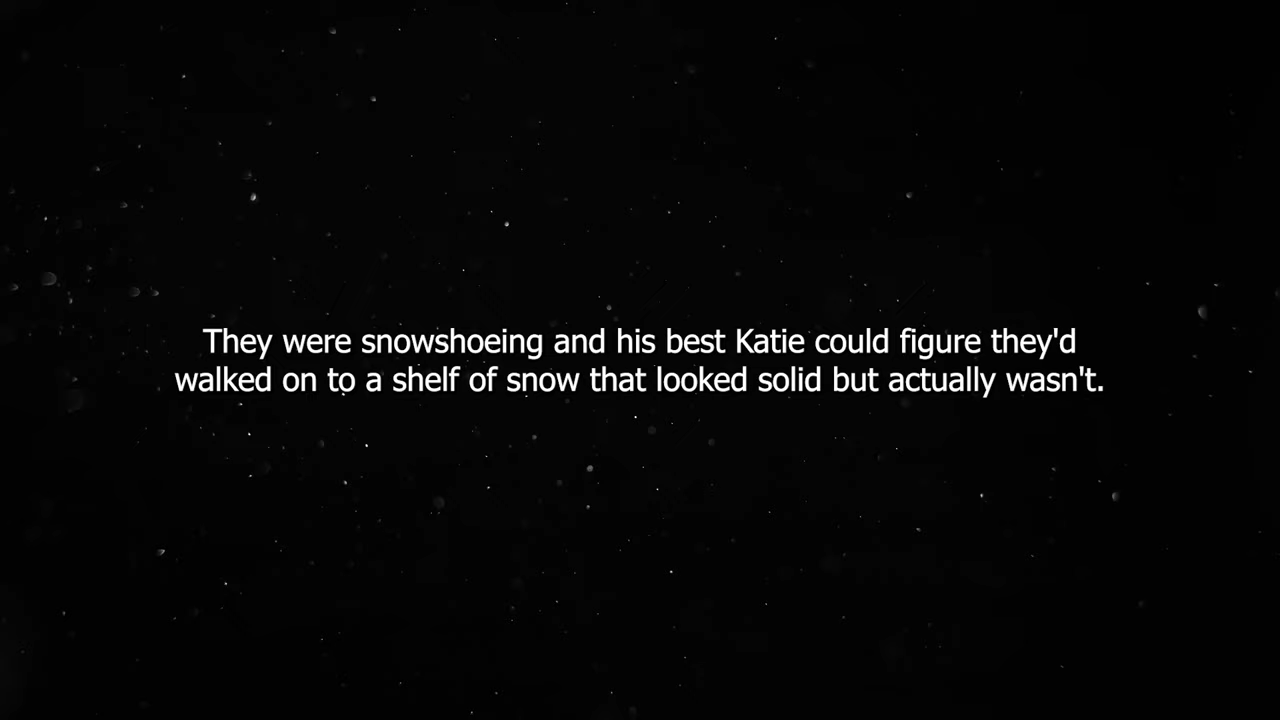 They were snowshoeing and his best Katie could figure they'd
walked on to a shelf of snow that looked solid but actually wasn't.